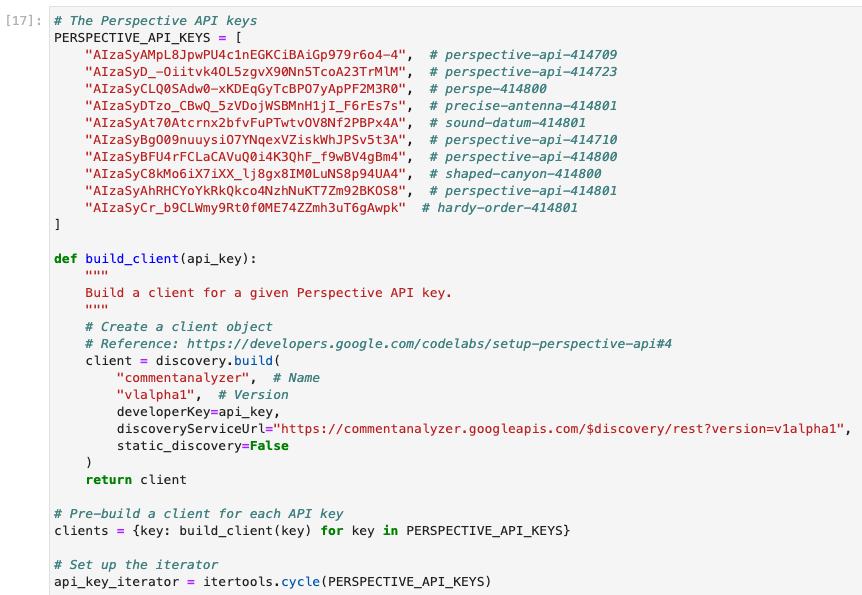 [17]: # The Perspective API keys
PERSPECTIVE_API_KEYS = [
    "AIzaSyAMpL8JpwPU4c1nEGKCiBAiGp979r6o4-4",  # perspective-api-414709
    "AIzaSyD_-Oiitvk4OL5zgvX90Nn5TcoA23TrMlM",  # perspective-api-414723
    "AIzaSyCLQ0SAdw0-xKDEqGyTcBPO7yApPF2M3R0",  # perspe-414800
    "AIzaSyDTzo_CBwQ_5zVDojWSBMnH1jI_F6rEs7s",  # precise-antenna-414801
    "AIzaSyAt70Atcrnx2bfvFuPTwtvOV8Nf2PBPx4A",  # sound-datum-414801
    "AIzaSyBgO09nuuysiO7YNqexVZiskWhJPSv5t3A",  # perspective-api-414710
    "AIzaSyBFU4rFCLaCAVuQ0i4K3QhF_f9wBV4gBm4",  # perspective-api-414800
    "AIzaSyC8kMo6iX7iXX_lj8gx8IM0LuNS8p94UA4",  # shaped-canyon-414800
    "AIzaSyAhRHCYoYkRkQkco4NzhNuKT7Zm92BKOS8",  # perspective-api-414801
    "AIzaSyCr_b9CLWmy9Rt0f0ME74ZZmh3uT6gAwpk"  # hardy-order-414801
]
def build_client(api_key):
    """
    Build a client for a given Perspective API key.
    """
    # Create a client object
    # Reference: https://developers.google.com/codelabs/setup-perspective-api#4
    client = discovery.build(
        "commentanalyzer",  # Name
        "vlalpha1",  # Version
        developerKey=api_key,
        discoveryServiceUrl="https://commentanalyzer.googleapis.com/$discovery/rest?version=v1alpha1",
        static_discovery=False
    )
    return client
# Pre-build a client for each API key
clients = {key: build_client(key) for key in PERSPECTIVE_API_KEYS}
# Set up the iterator
api_key_iterator = itertools.cycle(PERSPECTIVE_API_KEYS)